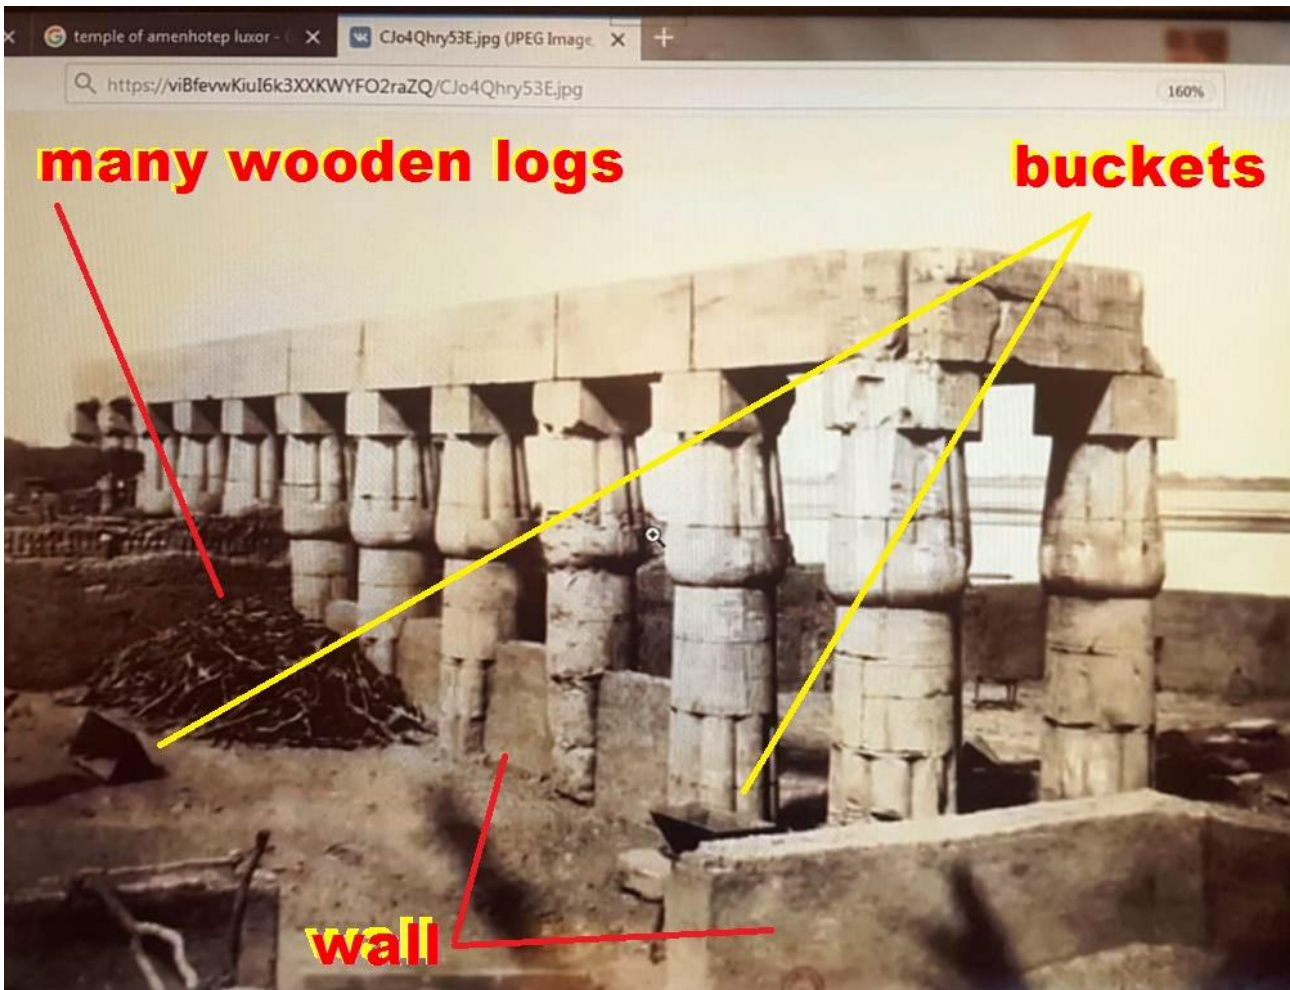 temple of amenhotep luxor -
CJo4Qhry53E.jpg (JPEG Image,
https://viBfevwKiuI6k3XXKWYFO2raZQ/CJo4Qhry53E.jpg
160%
many wooden logs
buckets
wall